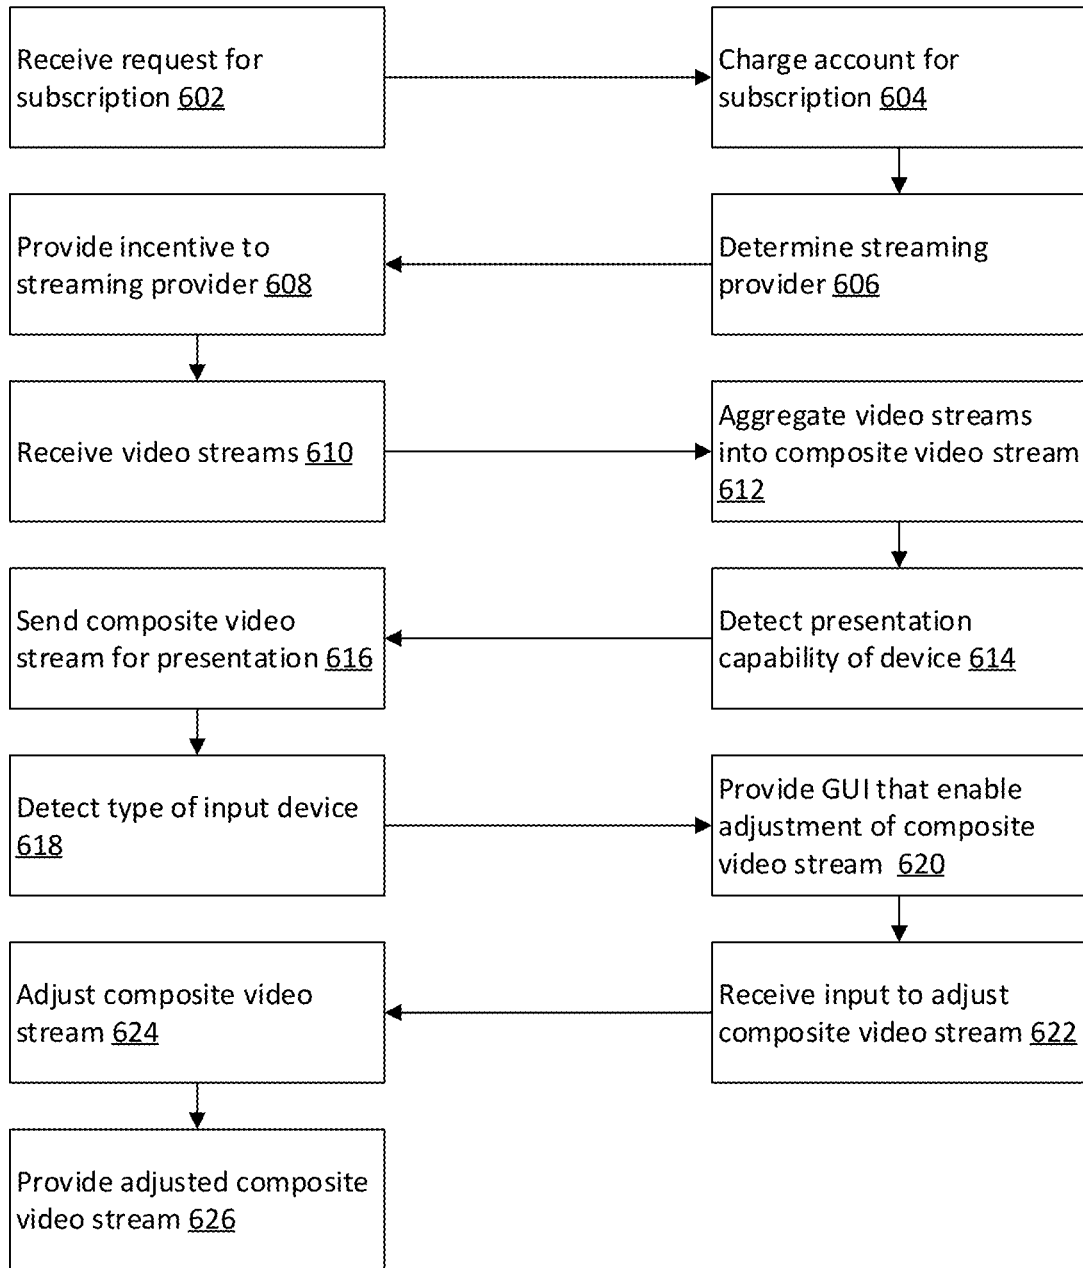 Receive request for
subscription 602
Charge account for
subscription 604
Determine streaming
provider 606
Provide incentive to
streaming provider 608
Receive video streams 610
Aggregate video streams
into composite video stream
612
Detect presentation
capability of device 614
Send composite video
stream for presentation 616
Detect type of input device
618
Provide GUI that enable
adjustment of composite
video stream 620
Receive input to adjust
composite video stream 622
Adjust composite video
stream 624
Provide adjusted composite
video stream 626